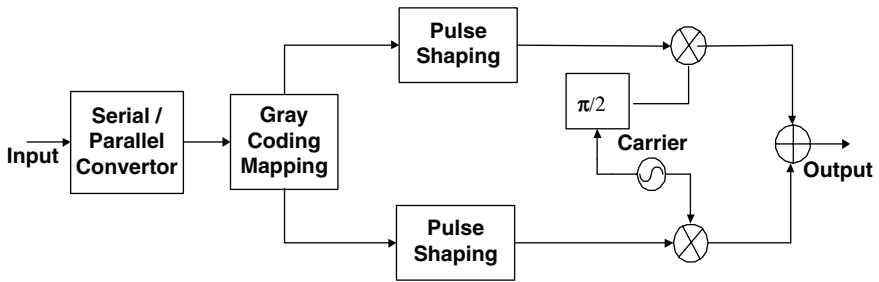 Input
Serial /
Parallel
Convertor
Gray
Coding
Mapping
Pulse
Shaping
π/2
Carrier
Pulse
Shaping
Output